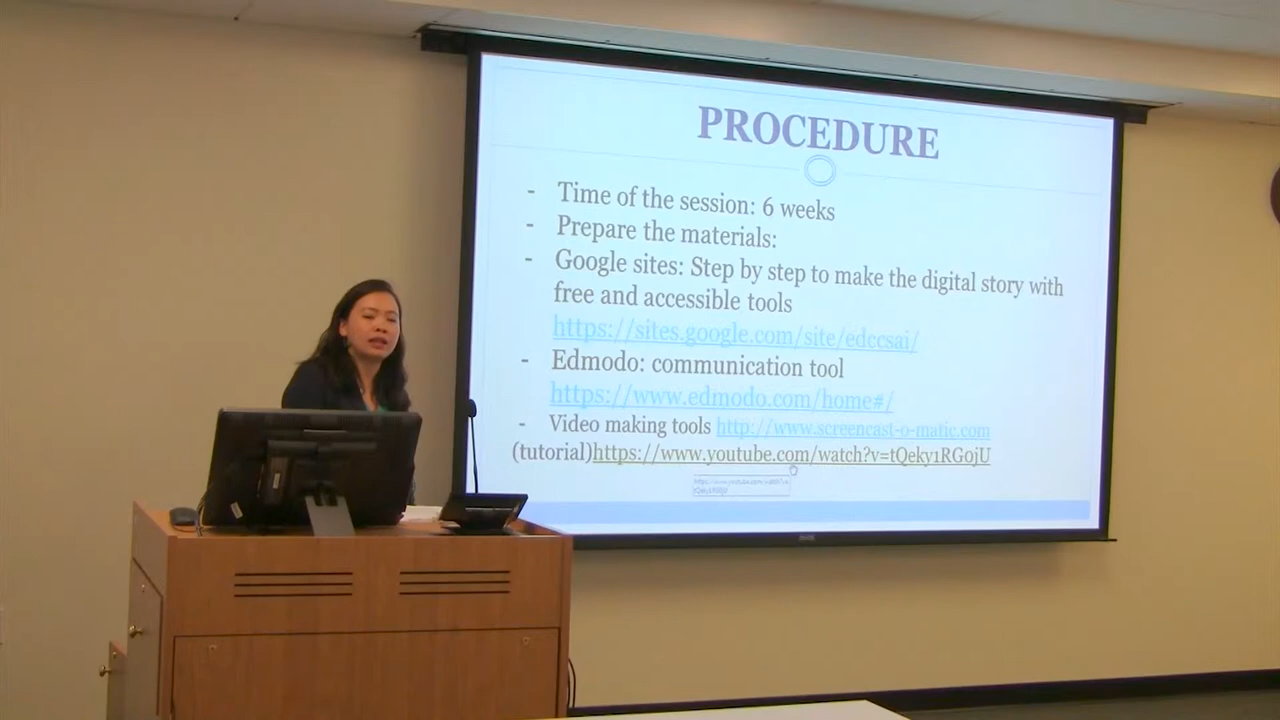 PROCEDURE
- Time of the session: 6 weeks
- Prepare the materials:
- Google sites: Step by step to make the digital story with
free and accessible tools
https://sites.google.com/site/edccsai/
- Edmodo: communication tool
https://www.edmodo.com/home#/
- Video making tools http://www.screencast-o-matic.com
(tutorial)https://www.youtube.com/watch?v=tQeky1RGojU